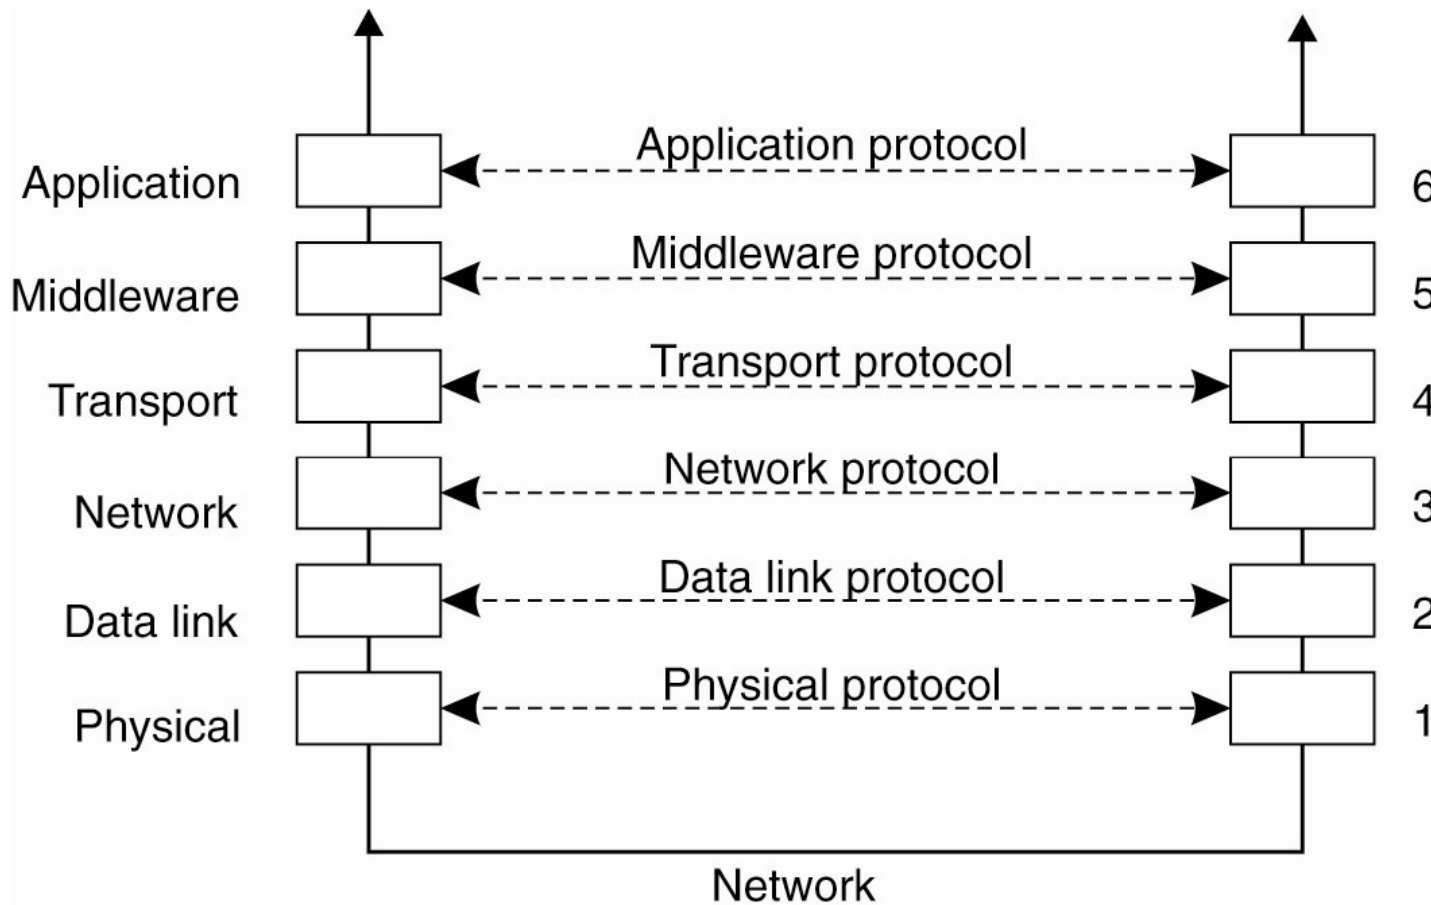 Application
Application protocol
6
Middleware
Middleware protocol
5
Transport
Transport protocol
4
Network
Network protocol
3
Data link
Data link protocol
2
Physical
Physical protocol
1
Network